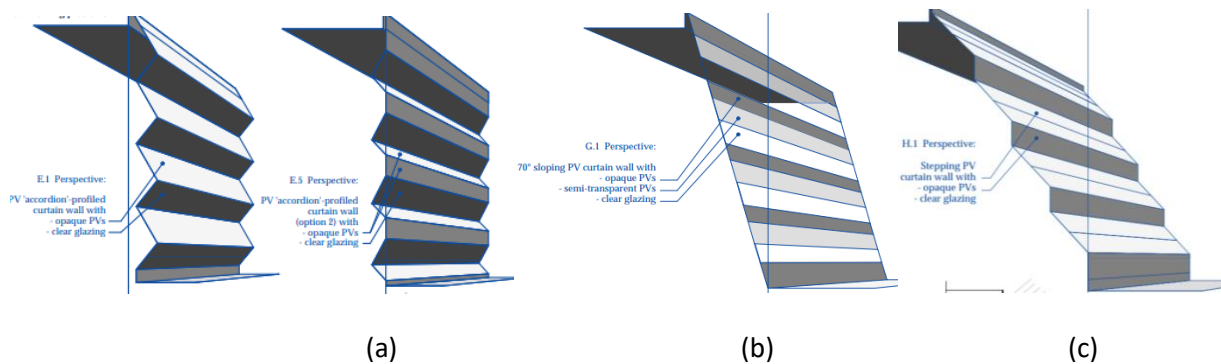 E.1 Perspective:
PV 'accordion'-profiled
curtain wall with
- opaque PVs
- clear glazing
E.5 Perspective:
PV 'accordion'-profiled
curtain wall
(option 2) with
- opaque PVs
- clear glazing
G.1 Perspective:
70° sloping PV curtain wall with
- opaque PVs
- semi-transparent PVs
- clear glazing
H.1 Perspective:
Stepping PV
curtain wall with
- opaque PVs
- clear glazing
(a)
(b)
(c)